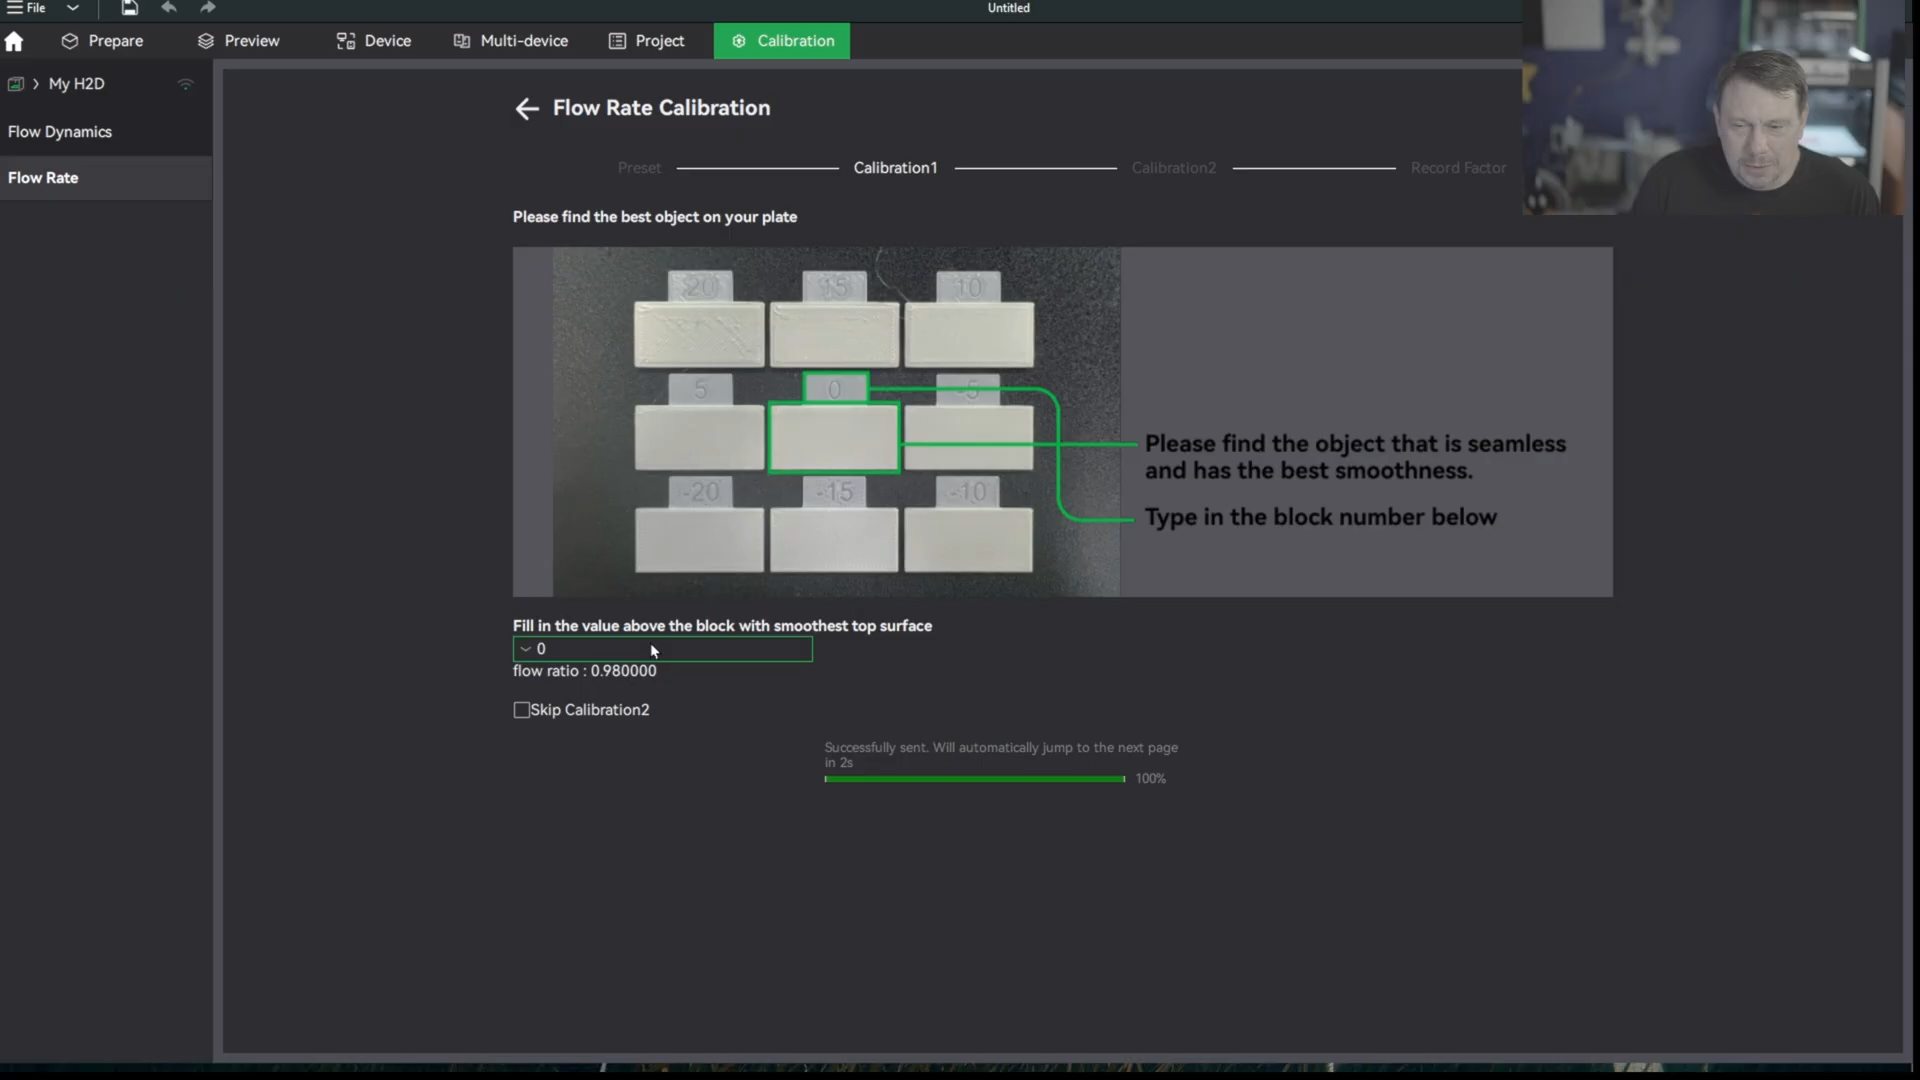 File
Untitled
Prepare
Preview
Device
Multi-device
Project
Calibration
My H2D
Flow Dynamics
Flow Rate
Flow Rate Calibration
Preset
Calibration1
Calibration2
Record Factor
Please find the best object on your plate
20 15 10
5 0 -5
-20 -15 -10
Please find the object that is seamless
and has the best smoothness.
Type in the block number below
Fill in the value above the block with smoothest top surface
0
flow ratio : 0.980000
Skip Calibration2
Successfully sent. Will automatically jump to the next page
in 2s
100%